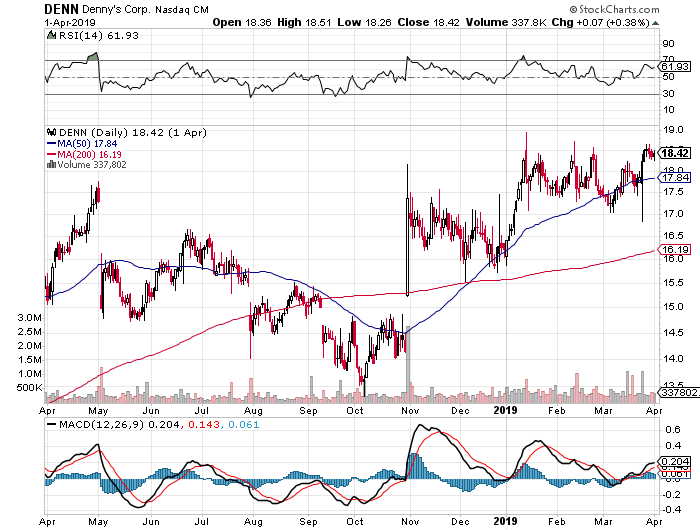 DENN Denny's Corp. Nasdaq CM © StockCharts.com
1-Apr-2019 Open 18.36 High 18.51 Low 18.26 Close 18.42 Volume 337.8K Chg +0.07 (+0.38%)
RSI(14) 61.93
90
70
61.93
50
30
10
DENN (Daily) 18.42 (1 Apr)
MA(50) 17.84
MA(200) 16.19
Volume 337,802
19.0
18.42
17.84
17.5
17.0
16.5
16.19
16.0
15.5
15.0
14.5
14.0
13.5
3.0M
2.5M
2.0M
1.5M
1.0M
500K
337802
Apr May Jun Jul Aug Sep Oct Nov Dec 2019 Feb Mar Apr
MACD(12,26,9) 0.204, 0.143, 0.061
0.6
0.4
0.204
0.061
-0.2
-0.4
Apr May Jun Jul Aug Sep Oct Nov Dec 2019 Feb Mar Apr